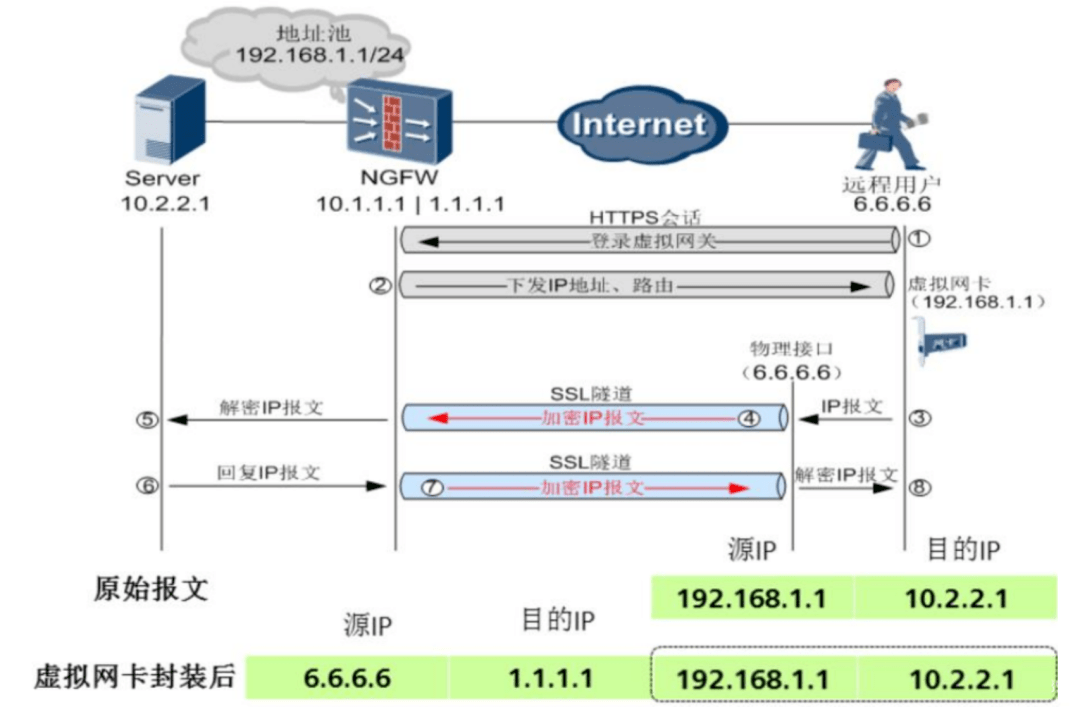 地址池
192.168.1.1/24
Internet
Server
10.2.2.1
NGFW
10.1.1.1 | 1.1.1.1
远程用户
6.6.6.6
HTTPS会话
登录虚拟网关
①
②
下发IP地址、路由
虚拟网卡
（192.168.1.1）
物理接口
（6.6.6.6）
SSL隧道
⑤
解密IP报文
加密IP报文
④
IP报文
③
SSL隧道
⑥
回复IP报文
⑦
加密IP报文
解密IP报文
⑧
源IP
目的IP
原始报文
192.168.1.1
10.2.2.1
源IP
目的IP
虚拟网卡封装后
6.6.6.6
1.1.1.1
192.168.1.1
10.2.2.1